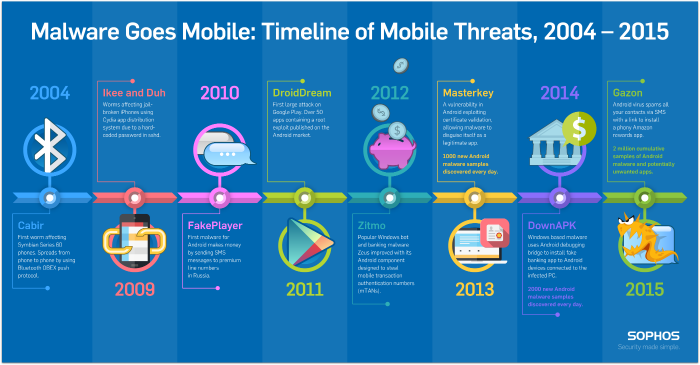 Malware Goes Mobile: Timeline of Mobile Threats, 2004 – 2015
2004
Cabir
First worm affecting
Symbian Series 60
phones. Spreads from
phone to phone by using
Bluetooth OBEX push
protocol.
Ikee and Duh
Worms affecting jail-
broken iPhones using
Cydia app distribution
system due to a hard-
coded password in sshd.
2009
2010
FakePlayer
First malware for
Android makes money
by sending SMS
messages to premium
line numbers
in Russia.
DroidDream
First large attack on
Google Play. Over 50
apps containing a root
exploit published on the
Android market.
2011
2012
Zitmo
Popular Windows bot
and banking malware
Zeus improved with its
Android component
designed to steal
mobile transaction
authentication numbers
(mTANs).
Masterkey
A vulnerability in
Android exploiting
certificate validation,
allowing malware to
disguise itself as a
legitimate app.
1000 new Android
malware samples
discovered every day.
2013
2014
DownAPK
Windows based malware
uses Android debugging
bridge to install fake
banking app to Android
devices connected to the
infected PC.
2000 new Android
malware samples
discovered every day.
Gazon
Android virus spams all
your contacts via SMS
with a link to install
a phony Amazon
rewards app.
2 million cumulative
samples of Android
malware and potentially
unwanted apps.
2015
SOPHOS
Security made simple.